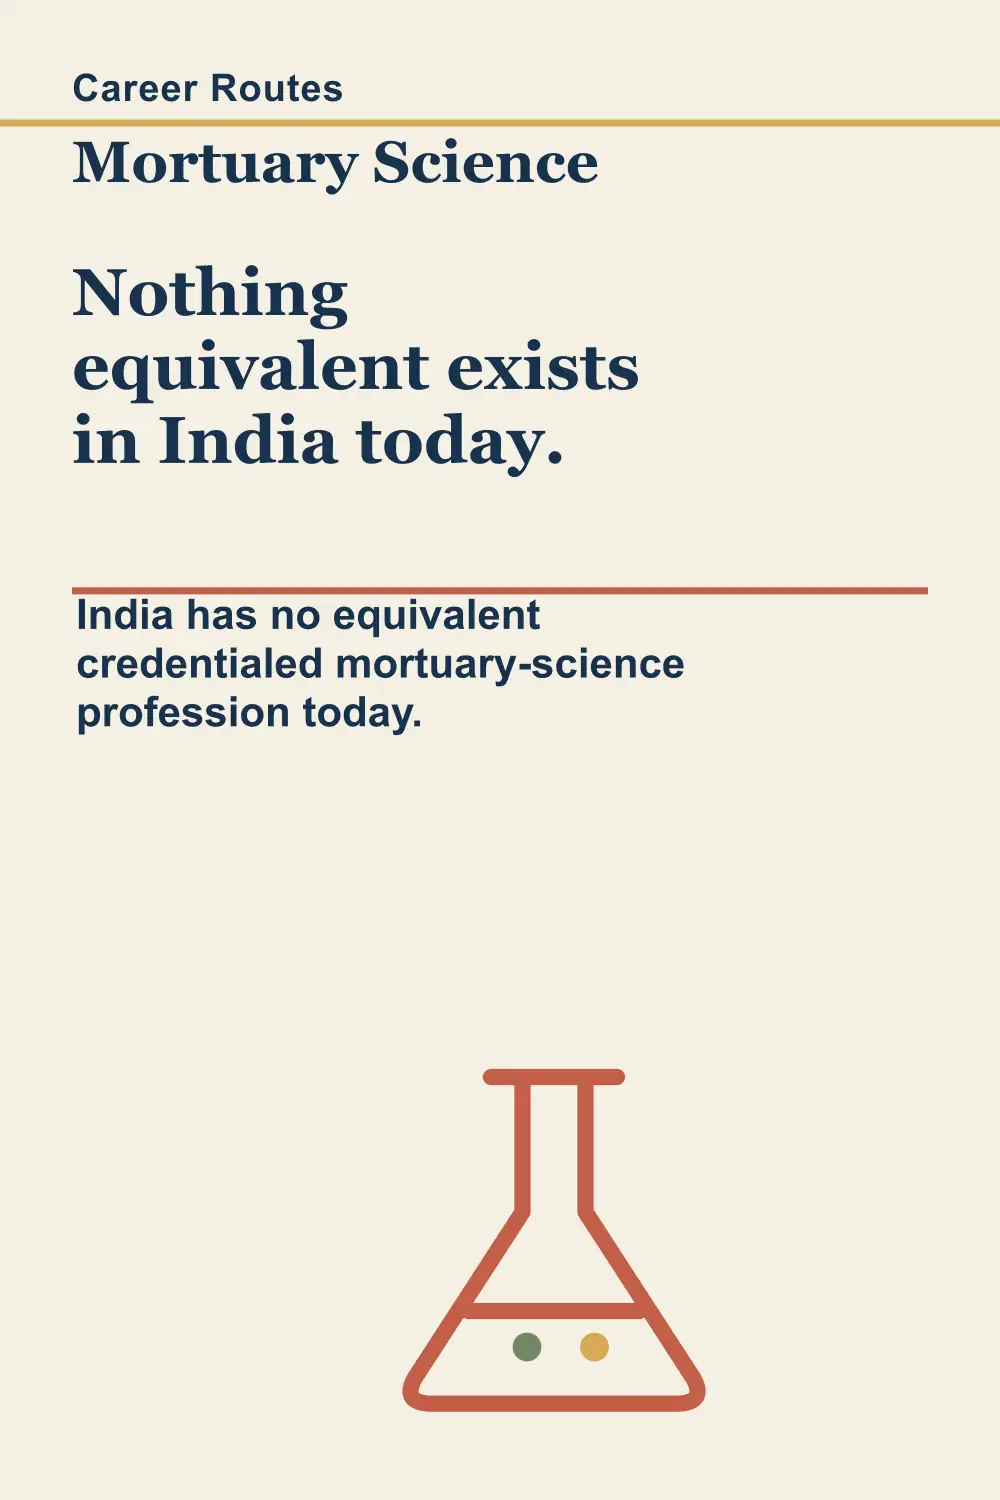 Career Routes
Mortuary Science
Nothing
equivalent exists
in India today.
India has no equivalent
credentialed mortuary-science
profession today.